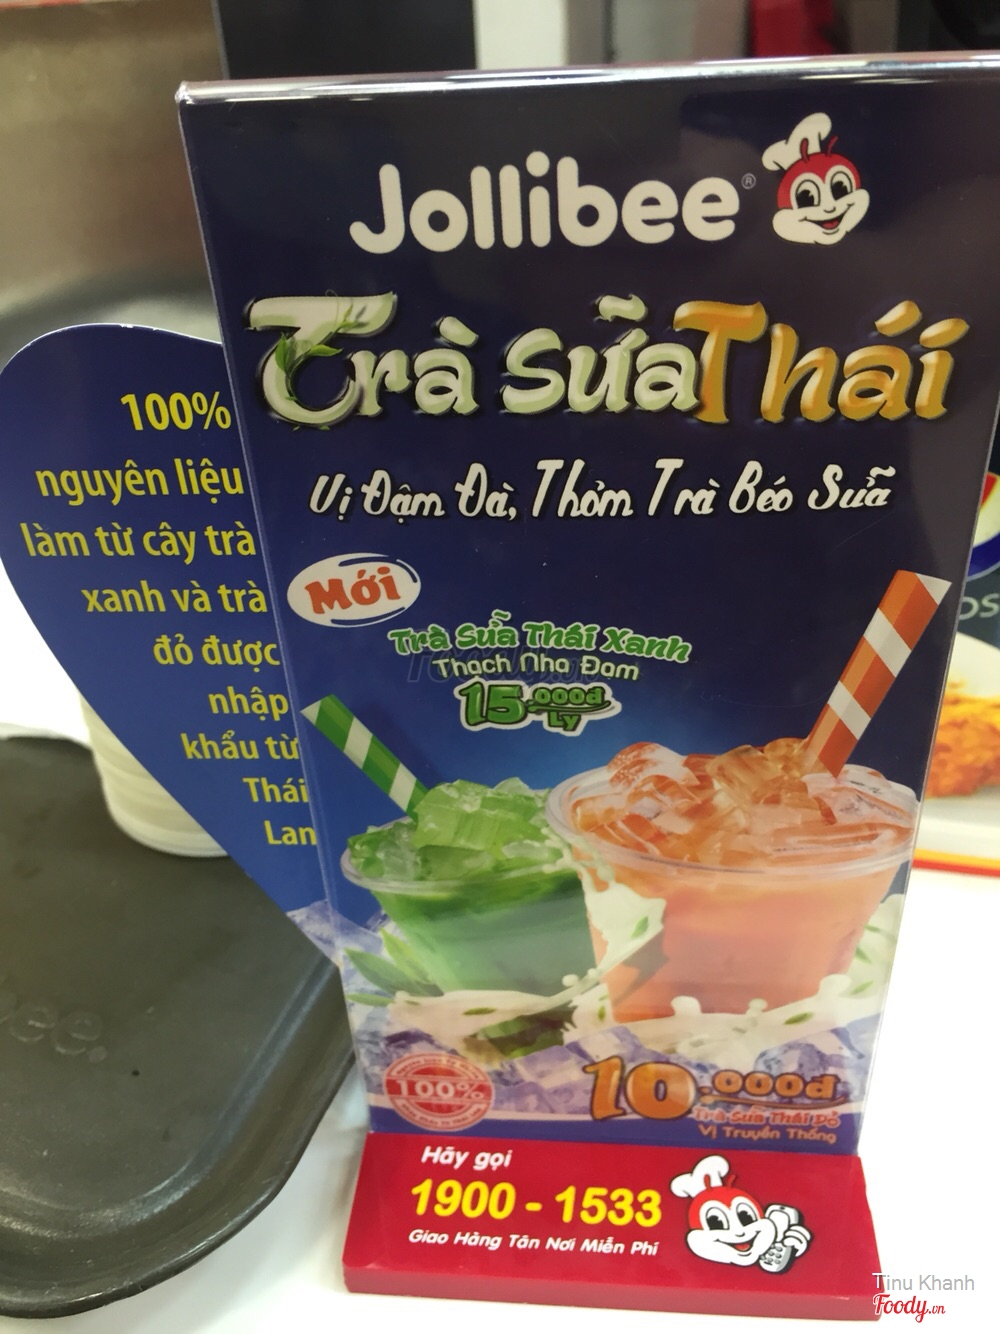 Jollibee®
Trà Sữa Thái
Vị Đậm Đà, Thơm Trà Béo Sữa
100%
nguyên liệu
làm từ cây trà
xanh và trà
đỏ được
nhập
khẩu từ
Thái
Lan
Mới
Trà Sữa Thái Xanh
Thạch Nha Đam
15.000đ
Ly
100%
10.000đ
Trà Sữa Thái Đỏ
Vị Truyền Thống
Hãy gọi
1900 - 1533
Giao Hàng Tận Nơi Miễn Phí
Tinu Khanh
Foody.vn